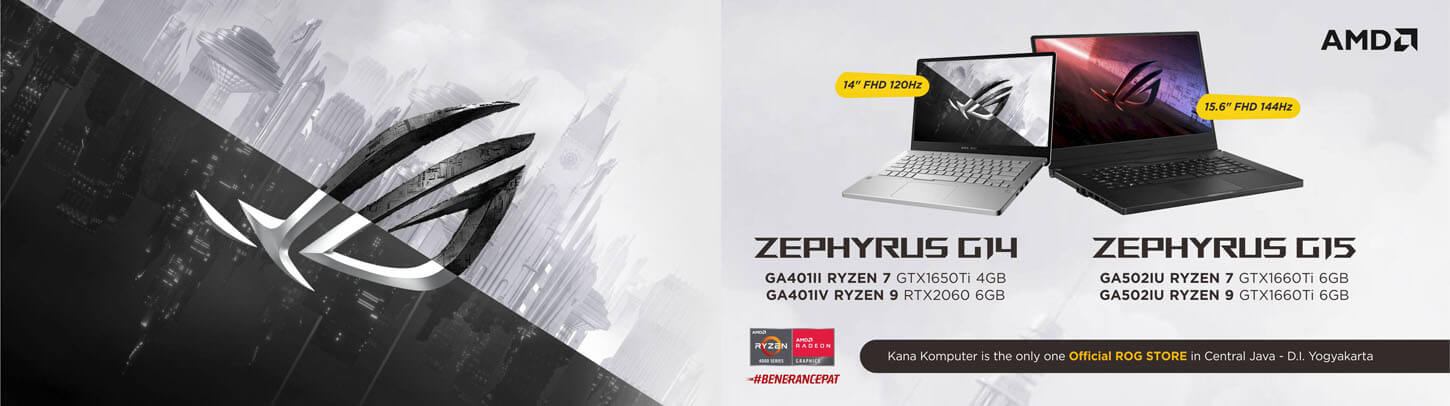 AMD
14" FHD 120Hz
15.6" FHD 144Hz
ZEPHYRUS G14
GA401II RYZEN 7 GTX1650Ti 4GB
GA401IV RYZEN 9 RTX2060 6GB
ZEPHYRUS G15
GA502IU RYZEN 7 GTX1660Ti 6GB
GA502IU RYZEN 9 GTX1660Ti 6GB
AMD
RYZEN
4000 SERIES
AMD
RADEON
GRAPHICS
#BENERANCEPAT
Kana Komputer is the only one Official ROG STORE in Central Java - D.I. Yogyakarta